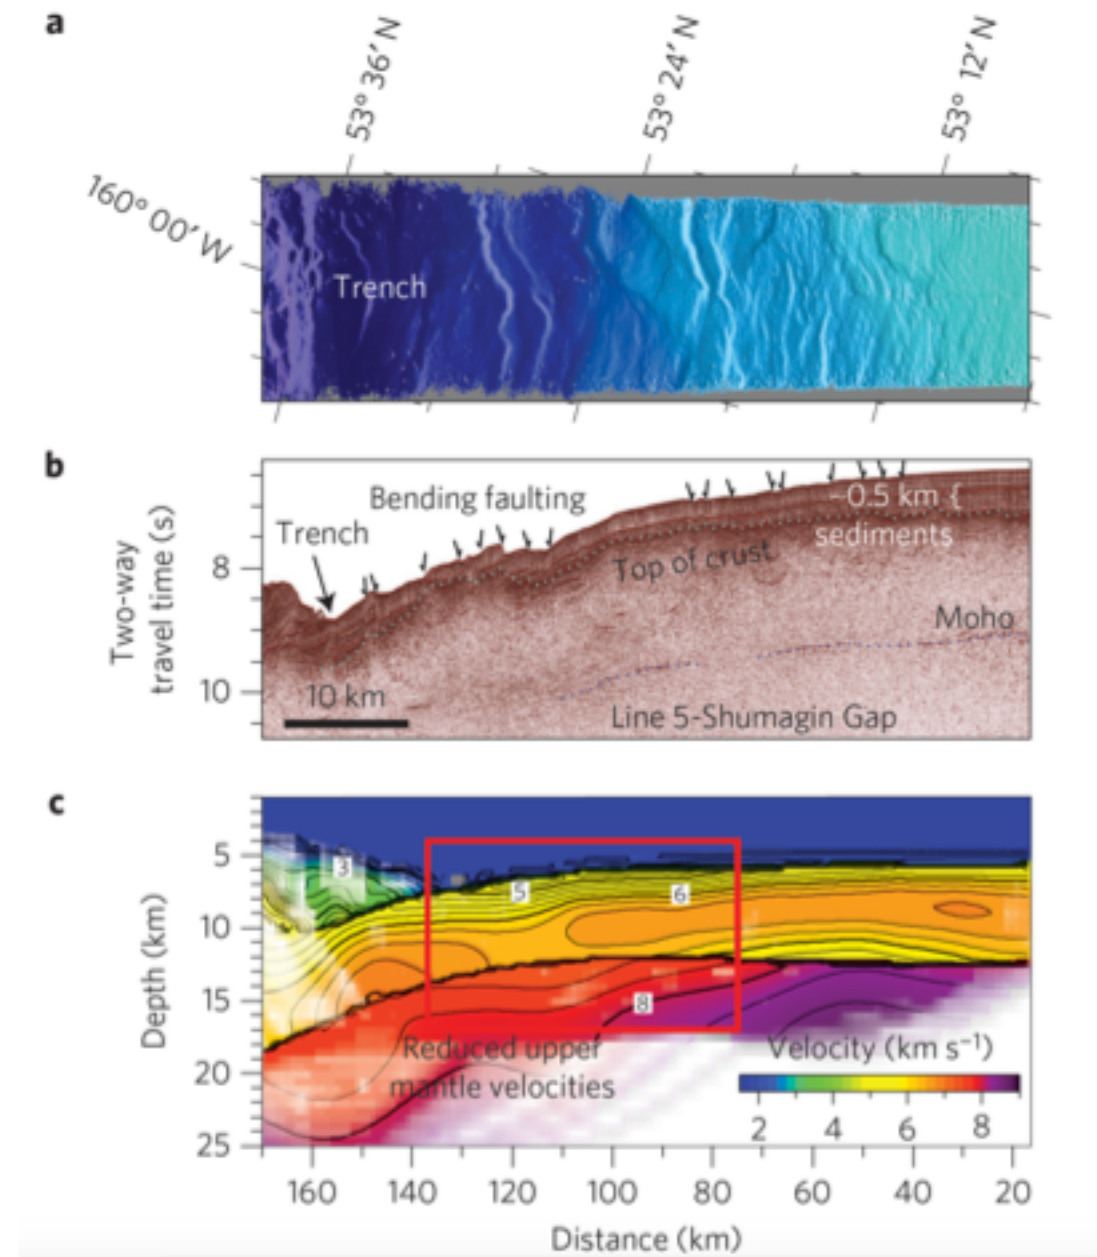 a
53° 36′ N
53° 24′ N
53° 12′ N
160° 00′ W
Trench
b
Bending faulting
Trench
~0.5 km {
sediments
Top of crust
Moho
Two-way
travel time (s)
8
10
10 km
Line 5-Shumagin Gap
c
3
5
6
8
Reduced upper
mantle velocities
Velocity (km s⁻¹)
2 4 6 8
Depth (km)
5
10
15
20
25
160 140 120 100 80 60 40 20
Distance (km)